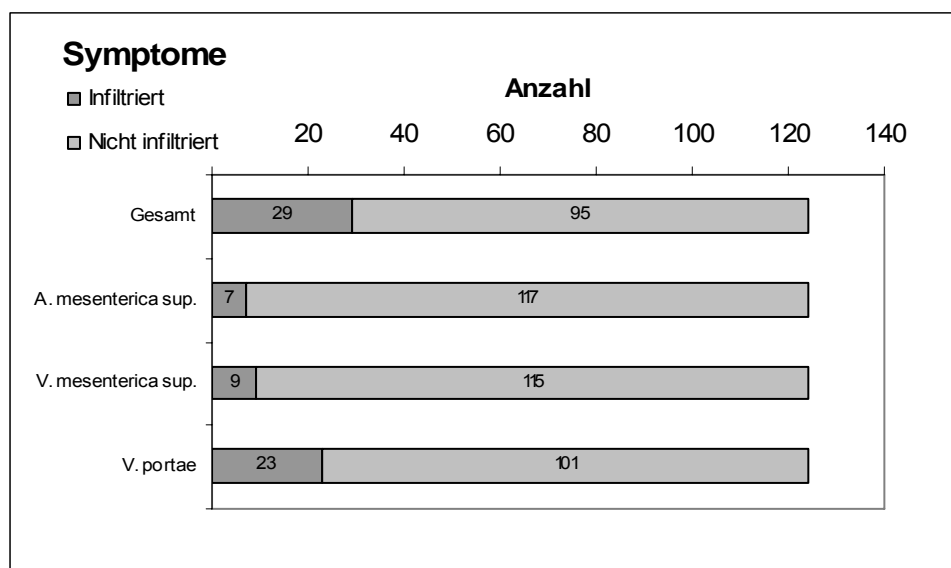 Symptome
Infiltriert
Nicht infiltriert
Anzahl
20 40 60 80 100 120 140
Gesamt 29 95
A. mesenterica sup. 7 117
V. mesenterica sup. 9 115
V. portae 23 101